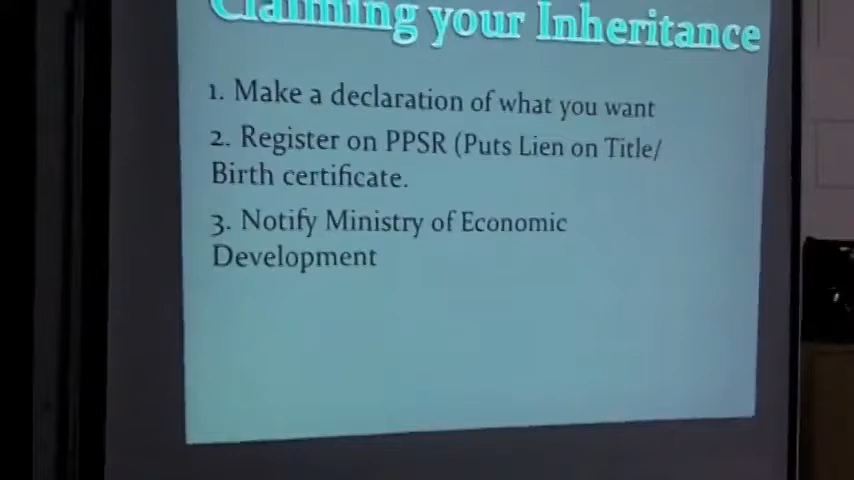 Claiming your Inheritance
1. Make a declaration of what you want
2. Register on PPSR (Puts Lien on Title/
Birth certificate.
3. Notify Ministry of Economic
Development